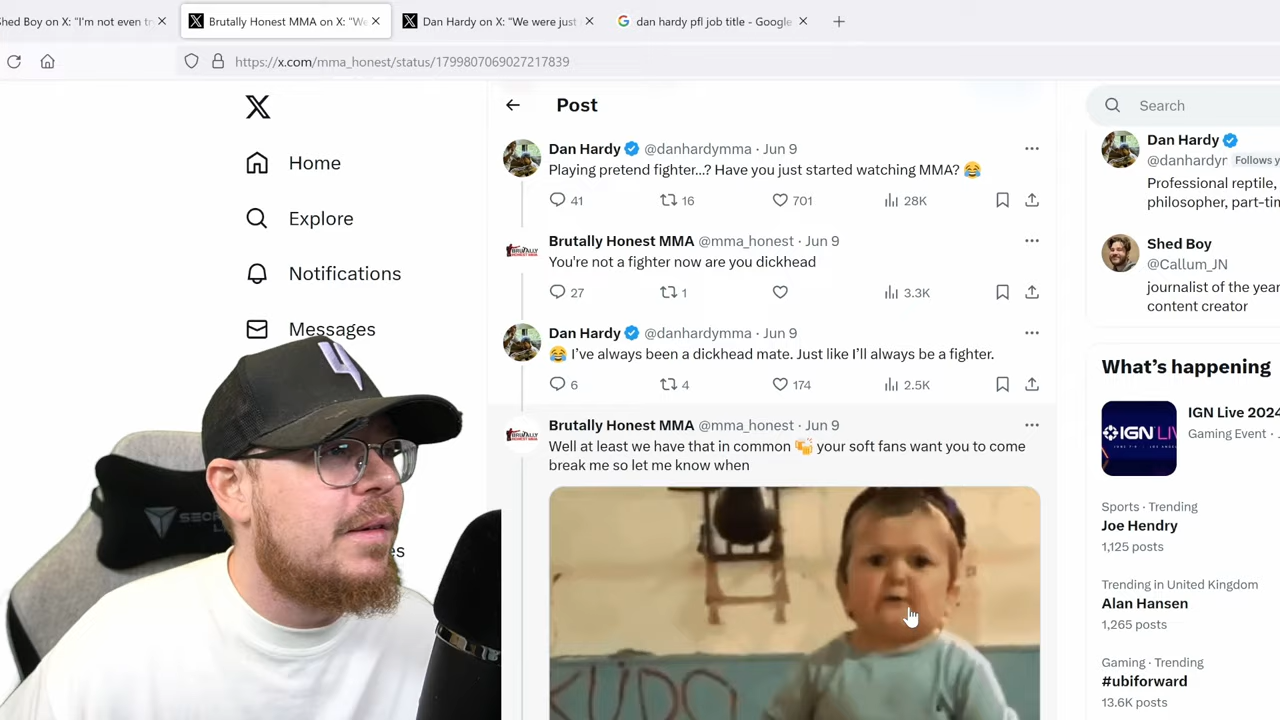 Shed Boy on X: "I'm not even tr
Brutally Honest MMA on X: "We
Dan Hardy on X: "We were just
dan hardy pfl job title - Google
https://x.com/mma_honest/status/1799807069027217839
Home
Explore
Notifications
Messages
Post
Dan Hardy @danhardymma · Jun 9
Playing pretend fighter...? Have you just started watching MMA? 😂
41 16 701 28K
Brutally Honest MMA @mma_honest · Jun 9
You're not a fighter now are you dickhead
27 1 3.3K
Dan Hardy @danhardymma · Jun 9
😂 I've always been a dickhead mate. Just like I'll always be a fighter.
6 4 174 2.5K
Brutally Honest MMA @mma_honest · Jun 9
Well at least we have that in common 🍻 your soft fans want you to come
break me so let me know when
KUDO
Search
Dan Hardy
@danhardyr Follows y
Professional reptile,
philosopher, part-tim
Shed Boy
@Callum_JN
journalist of the yea
content creator
What's happening
IGN LIV
IGN Live 2024
Gaming Event ·
Sports · Trending
Joe Hendry
1,125 posts
Trending in United Kingdom
Alan Hansen
1,265 posts
Gaming · Trending
#ubiforward
13.6K posts